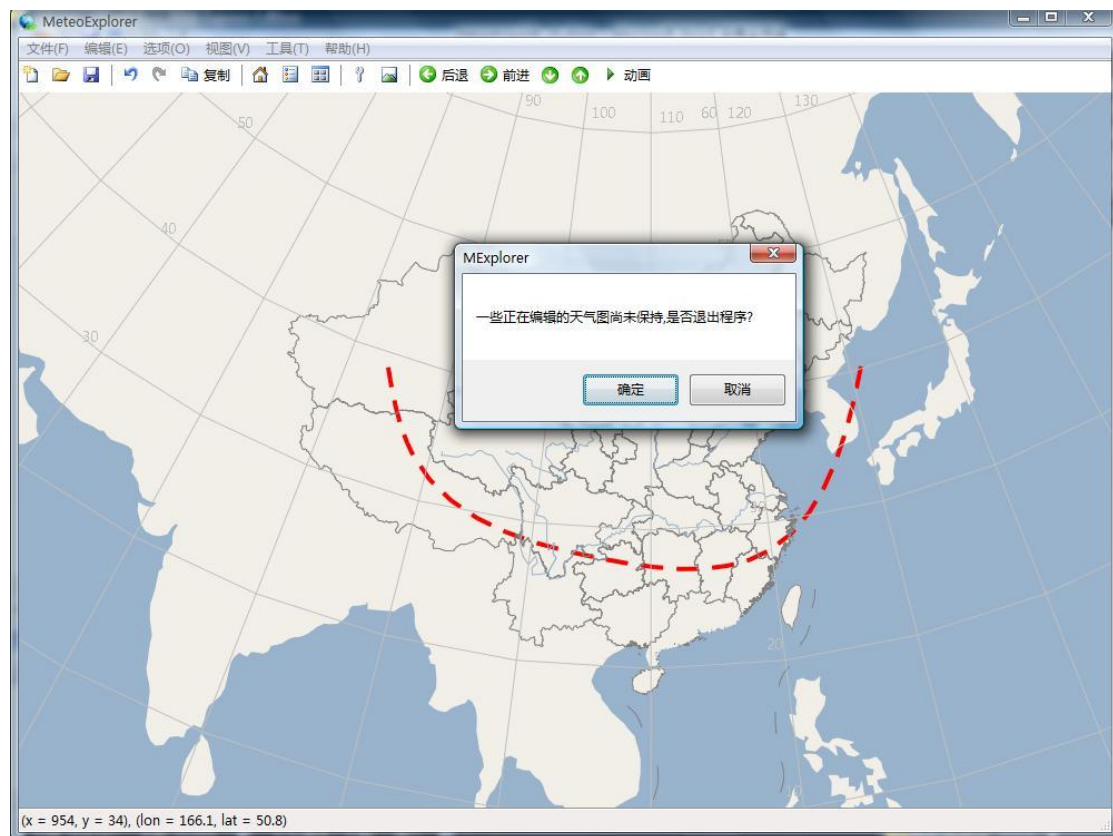 MeteoExplorer
文件(F) 编辑(E) 选项(O) 视图(V) 工具(T) 帮助(H)
复制 后退 前进 动画
90
100
110
60
120
130
50
40
30
MExplorer
一些正在编辑的天气图尚未保持,是否退出程序?
确定 取消
20
(x = 954, y = 34), (lon = 166.1, lat = 50.8)